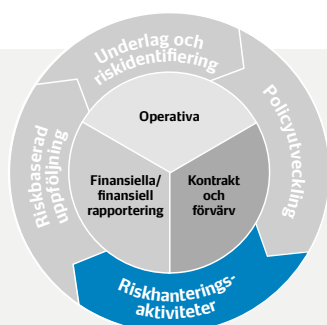 Underlag och
riskidentifiering
Policyutveckling
Riskbaserad
uppföljning
Operativa
Finansiella/
finansiell
rapportering
Kontrakt
och
förvärv
Riskhanterings-
aktiviteter